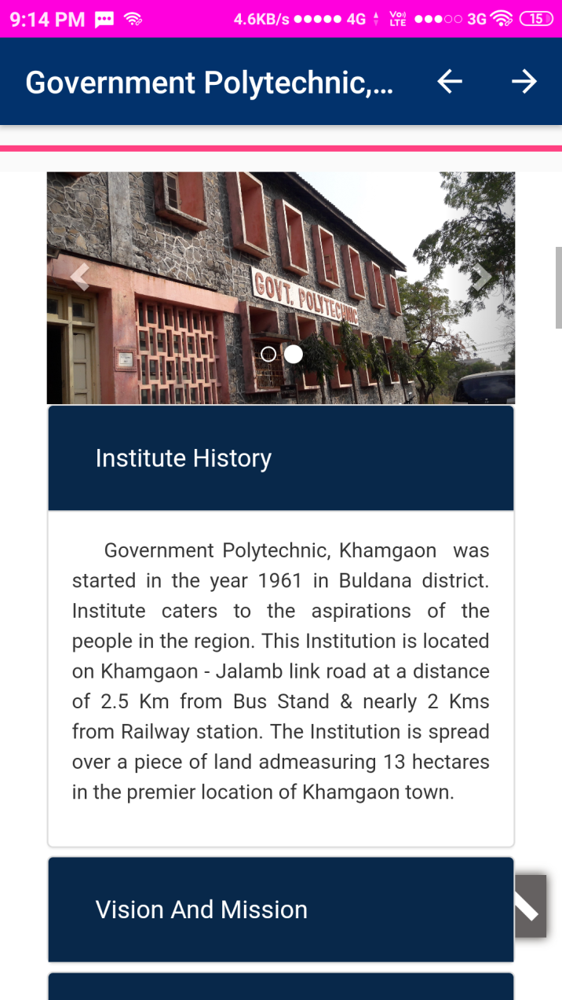 9:14 PM 4.6KB/s 4G Vo)) LTE 3G 15
Government Polytechnic,...
GOVT. POLYTECHNIC
Institute History
Government Polytechnic, Khamgaon was
started in the year 1961 in Buldana district.
Institute caters to the aspirations of the
people in the region. This Institution is located
on Khamgaon - Jalamb link road at a distance
of 2.5 Km from Bus Stand & nearly 2 Kms
from Railway station. The Institution is spread
over a piece of land admeasuring 13 hectares
in the premier location of Khamgaon town.
Vision And Mission